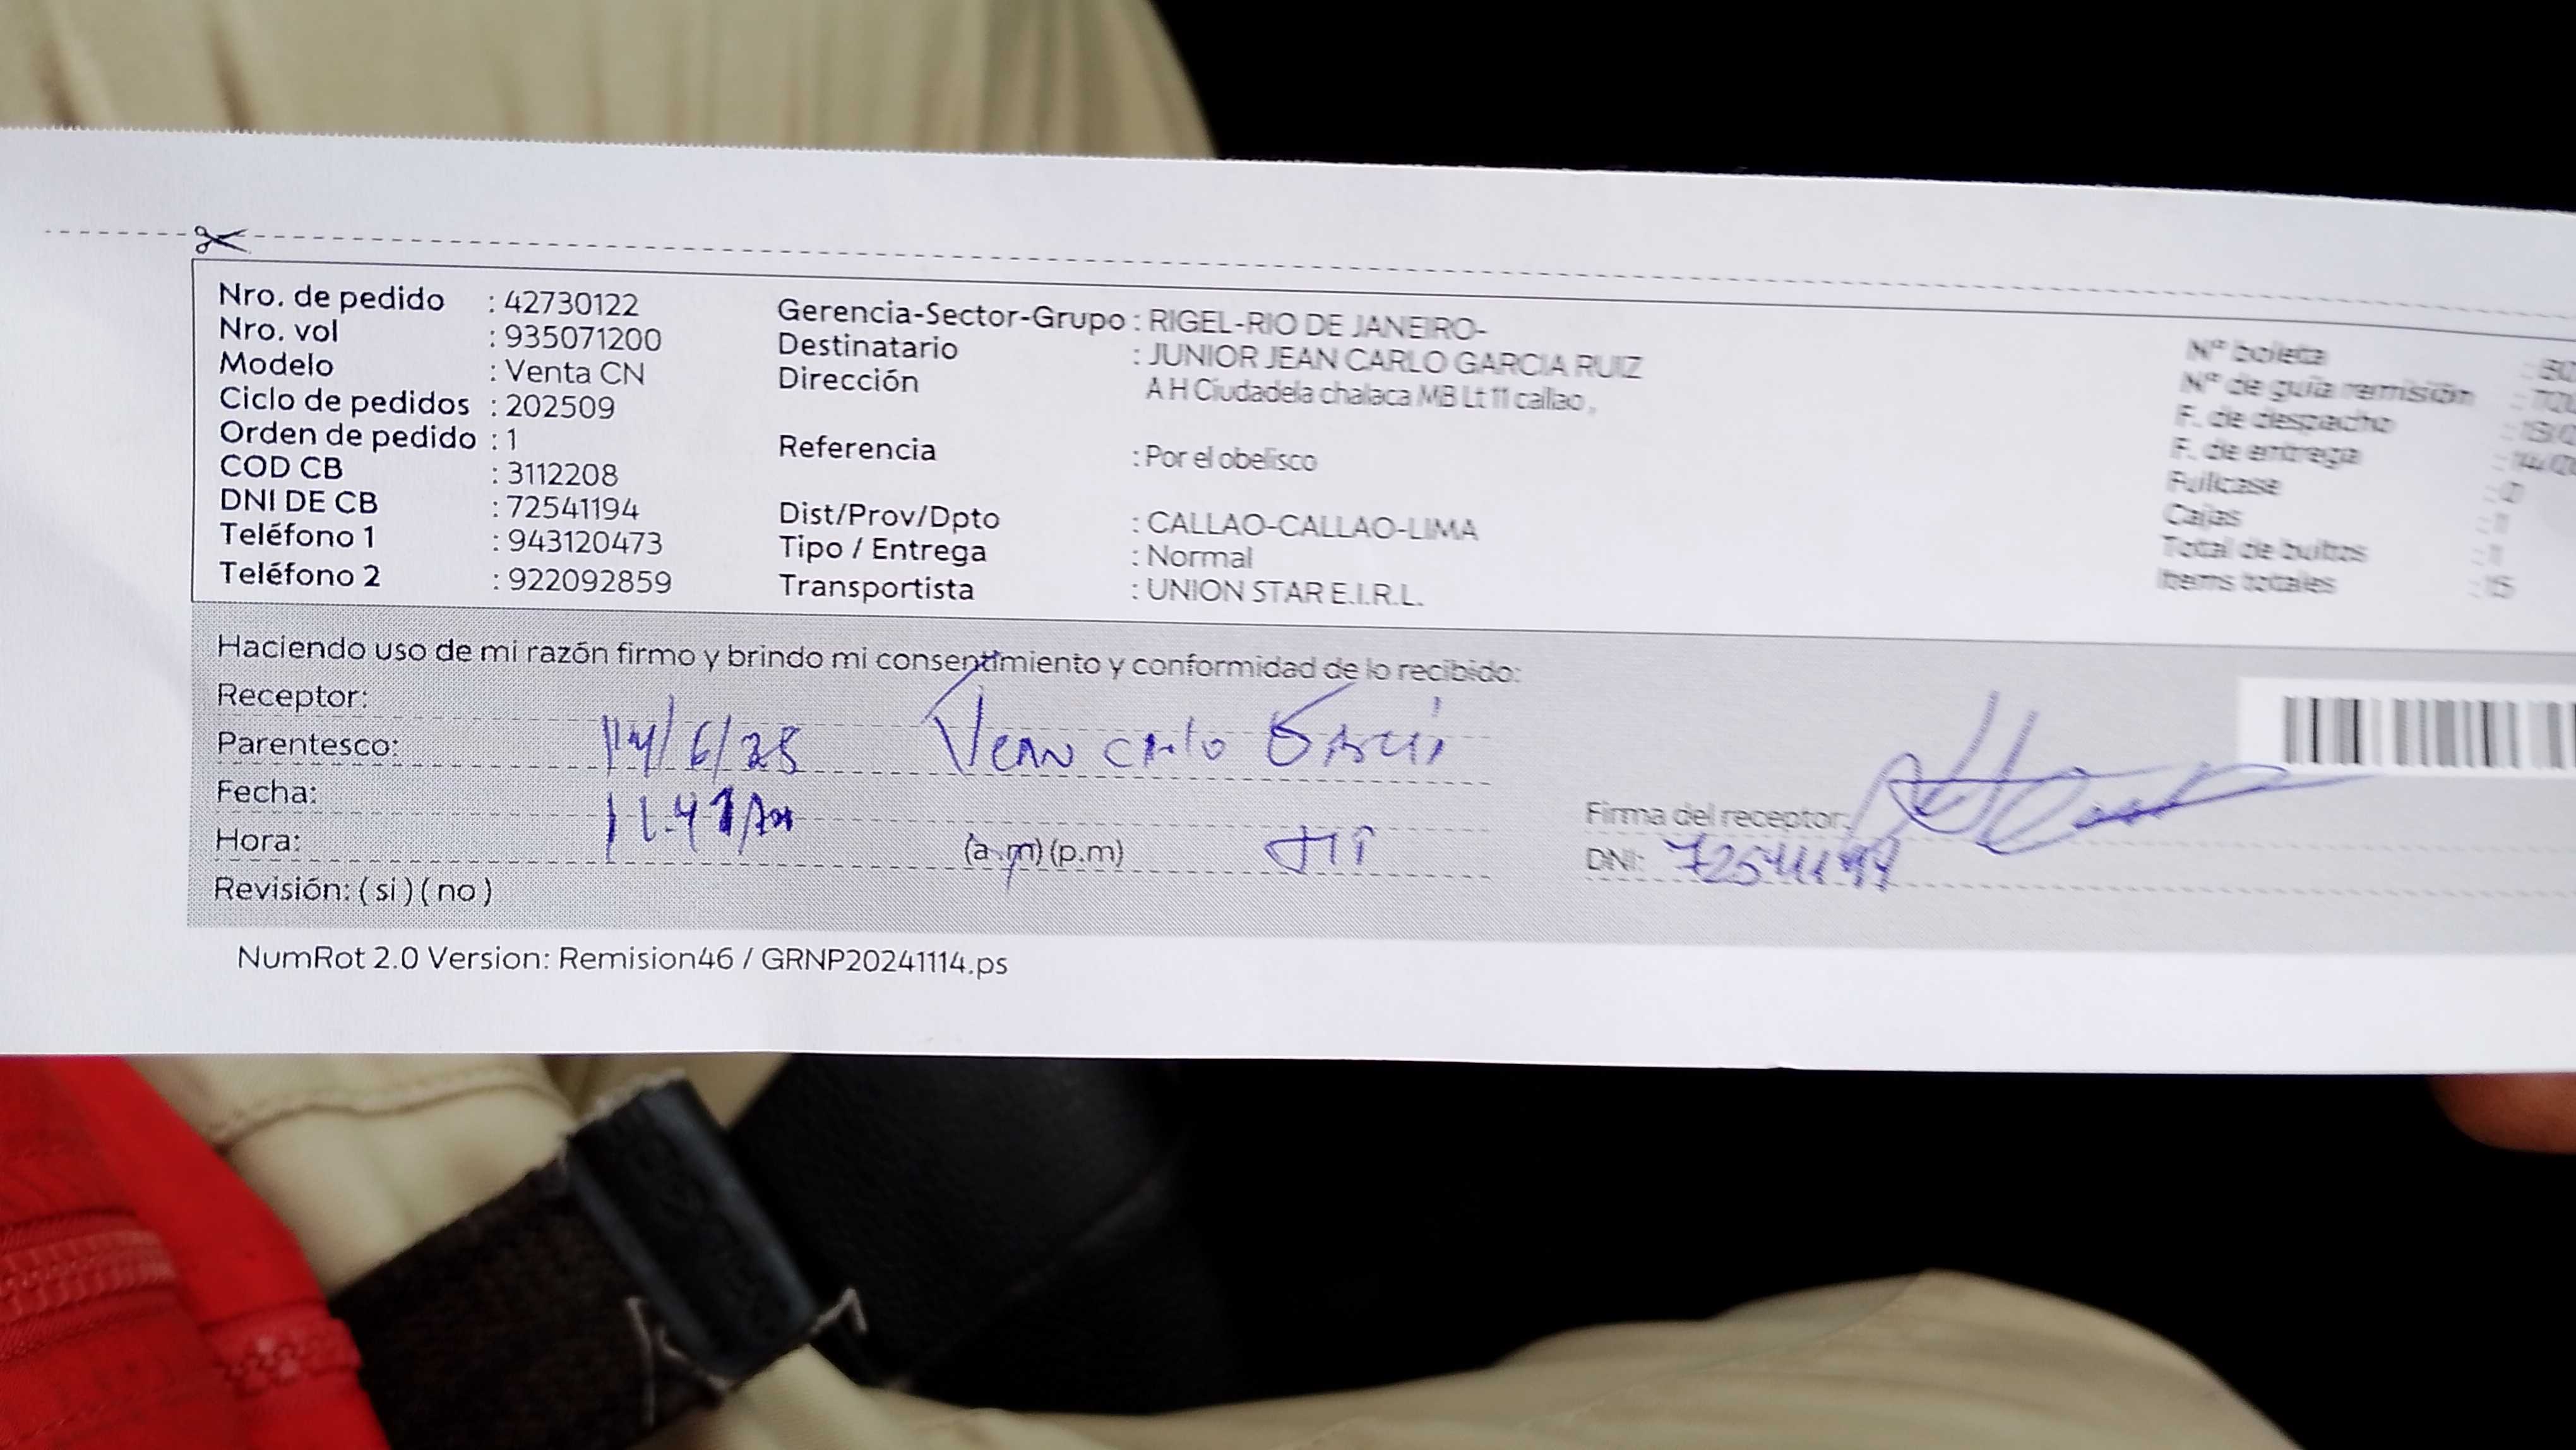 Nro. de pedido : 42730122
Nro. vol : 935071200
Modelo : Venta CN
Ciclo de pedidos : 202509
Orden de pedido : 1
COD CB : 3112208
DNI DE CB : 72541194
Teléfono 1 : 943120473
Teléfono 2 : 922092859
Gerencia-Sector-Grupo : RIGEL-RIO DE JANEIRO-
Destinatario : JUNIOR JEAN CARLO GARCIA RUIZ
Dirección A H Ciudadela chalaca MB Lt 11 callao ,
Referencia : Por el obelisco
Dist/Prov/Dpto : CALLAO-CALLAO-LIMA
Tipo / Entrega : Normal
Transportista : UNION STAR E.I.R.L.
N° boleta
N° de guía remisión
F. de despacho
F. de entrega
Fullcase : 0
Cajas : 1
Total de bultos : 1
Items totales : 15
Haciendo uso de mi razón firmo y brindo mi consentimiento y conformidad de lo recibido:
Receptor:
Parentesco: 14/6/25 Jean Carlo Garcia
Fecha:
Hora: (a.m) (p.m)
Revisión: ( si ) ( no )
Firma del receptor:
DNI: 72541194
NumRot 2.0 Version: Remision46 / GRNP20241114.ps